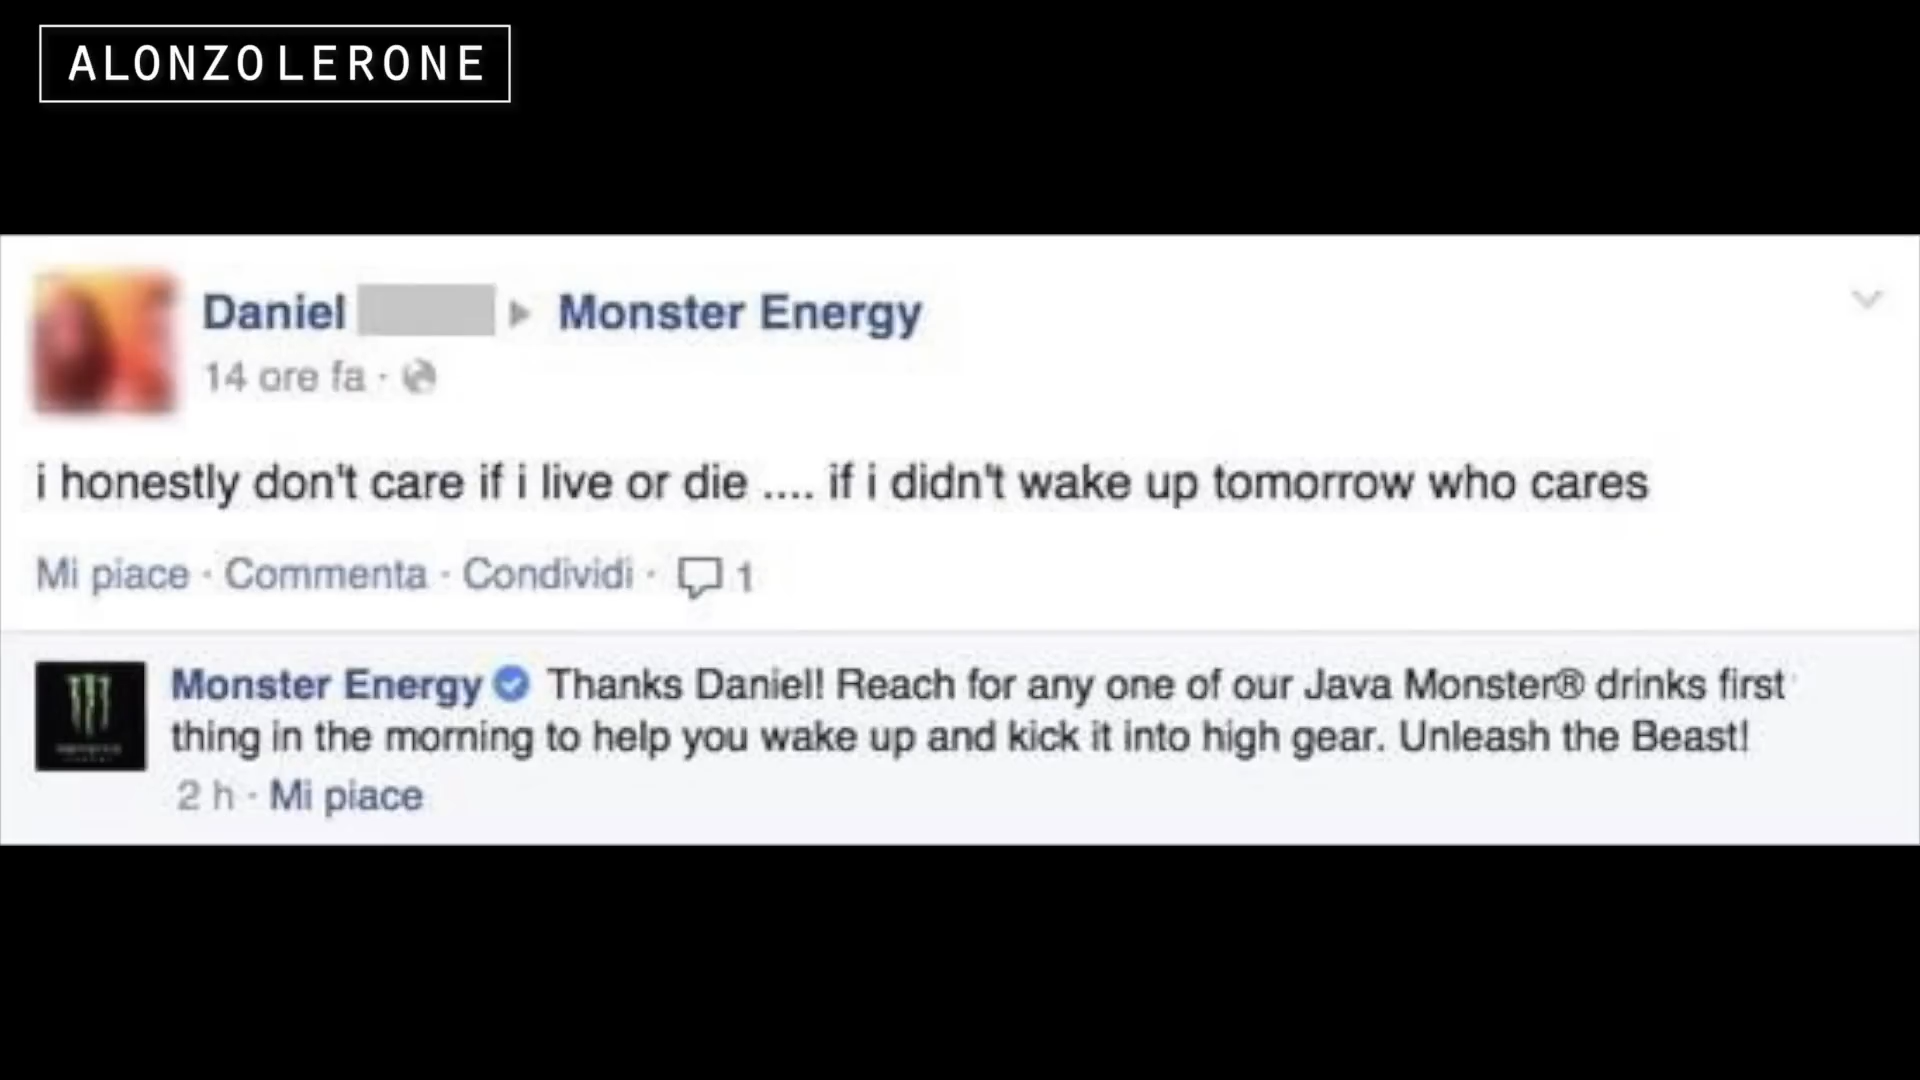 ALONZO LERONE
Daniel ▸ Monster Energy
14 ore fa ·
i honestly don't care if i live or die .... if i didn't wake up tomorrow who cares
Mi piace · Commenta · Condividi · 1
Monster Energy Thanks Daniel! Reach for any one of our Java Monster® drinks first
thing in the morning to help you wake up and kick it into high gear. Unleash the Beast!
2 h · Mi piace